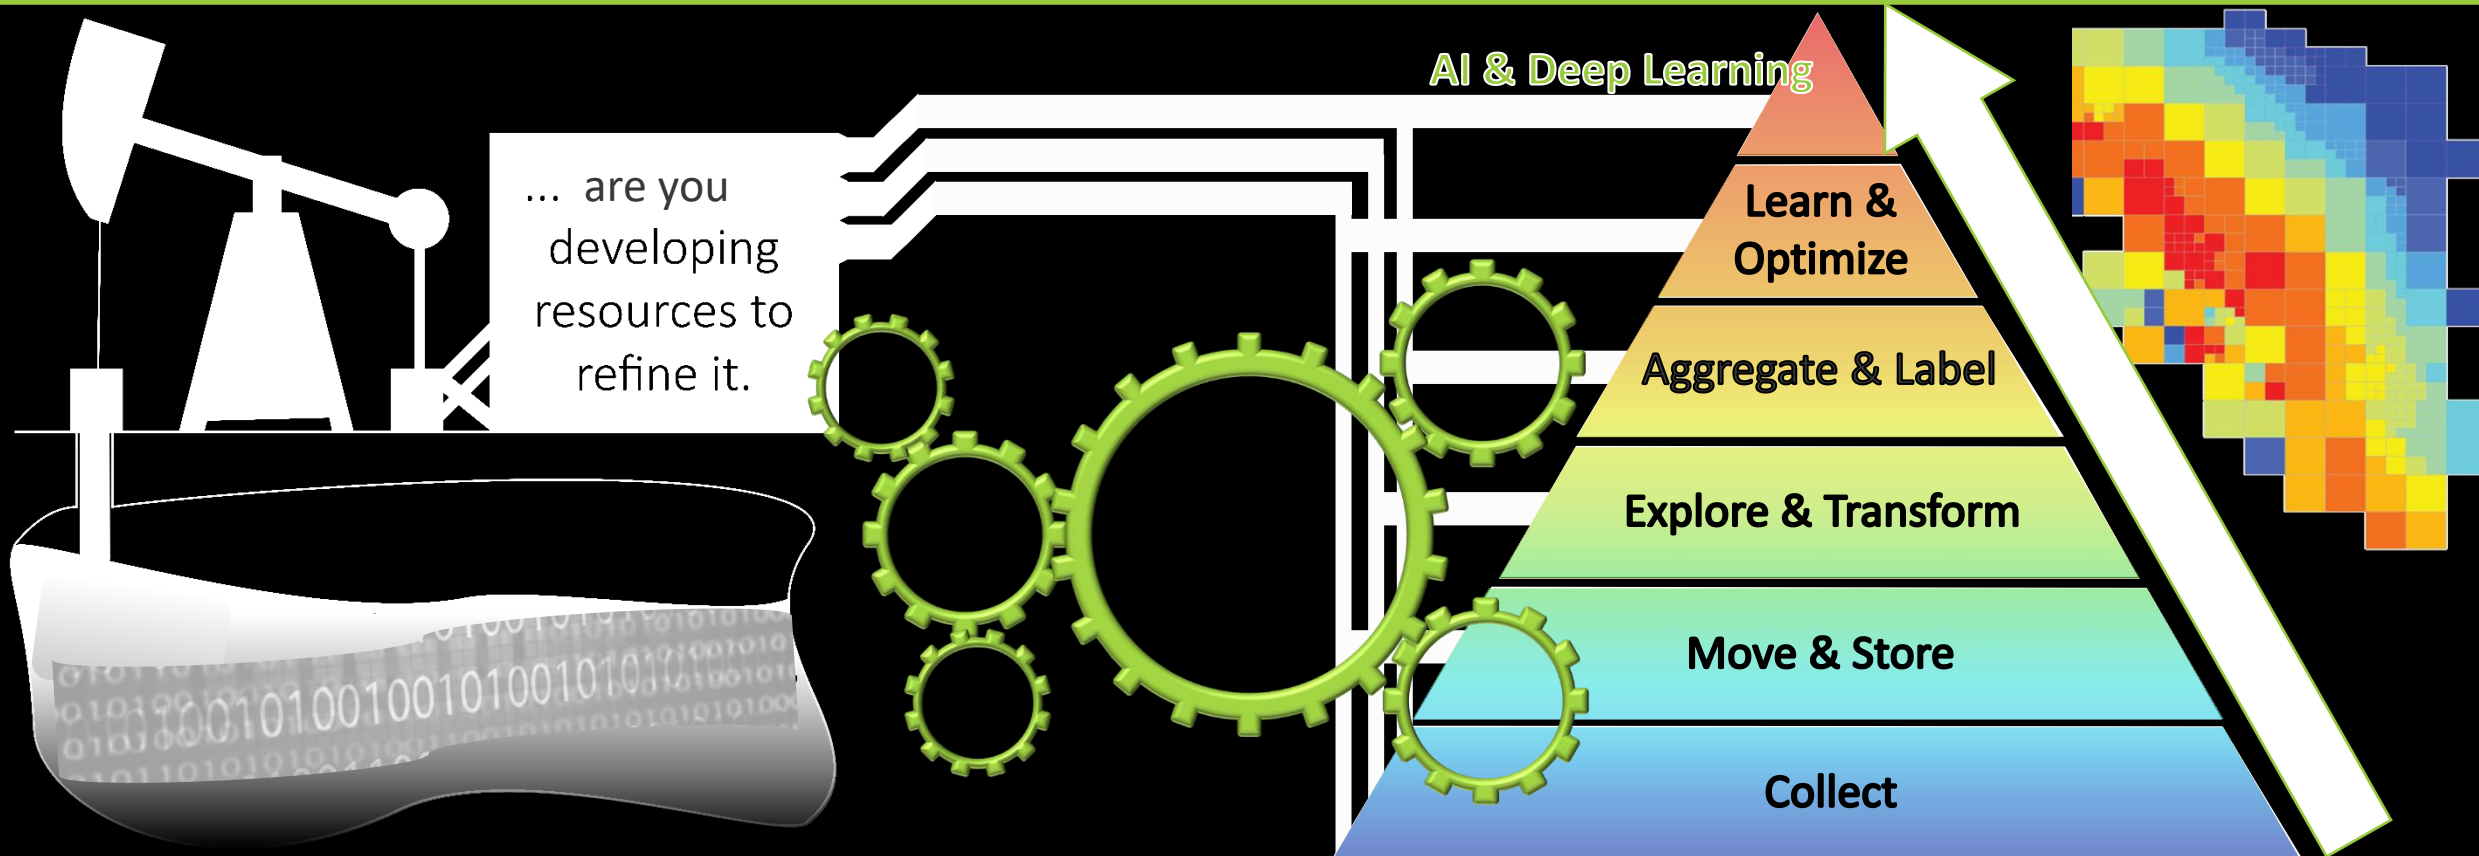 ... are you
developing
resources to
refine it.
AI & Deep Learning
Learn &
Optimize
Aggregate & Label
Explore & Transform
Move & Store
Collect